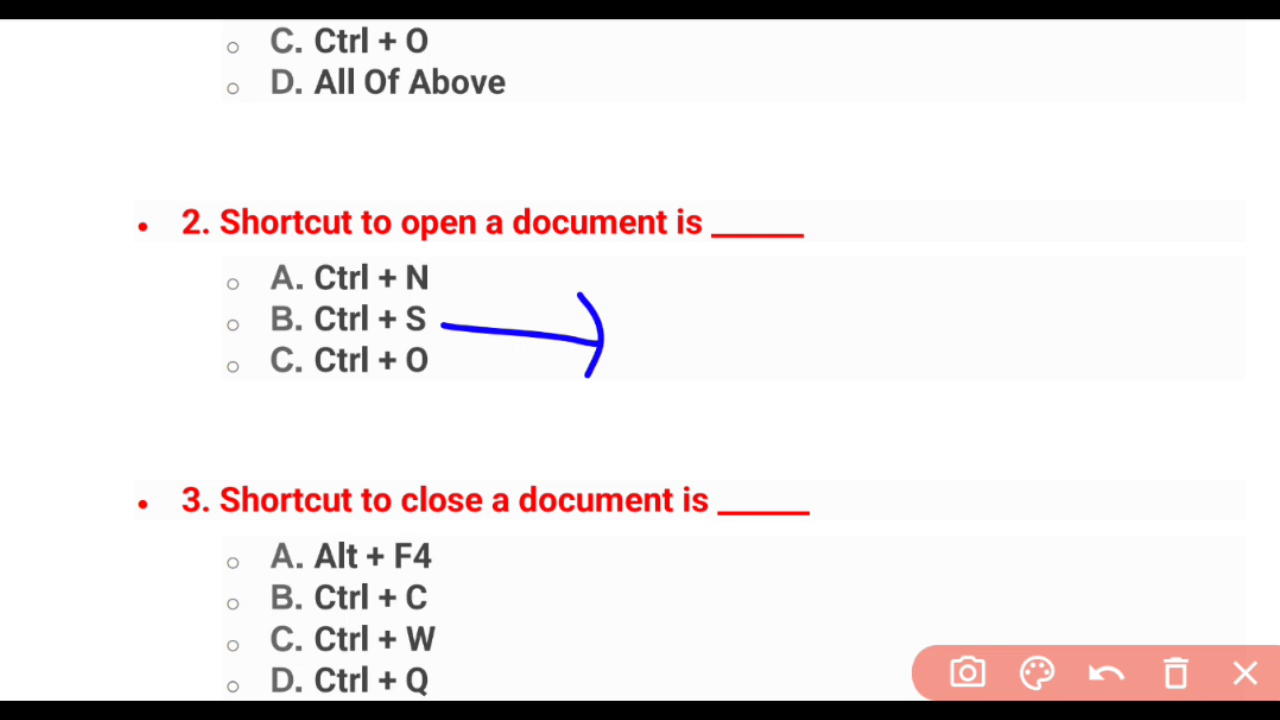 C. Ctrl + O
D. All Of Above
2. Shortcut to open a document is ______
A. Ctrl + N
B. Ctrl + S
C. Ctrl + O
3. Shortcut to close a document is ______
A. Alt + F4
B. Ctrl + C
C. Ctrl + W
D. Ctrl + Q